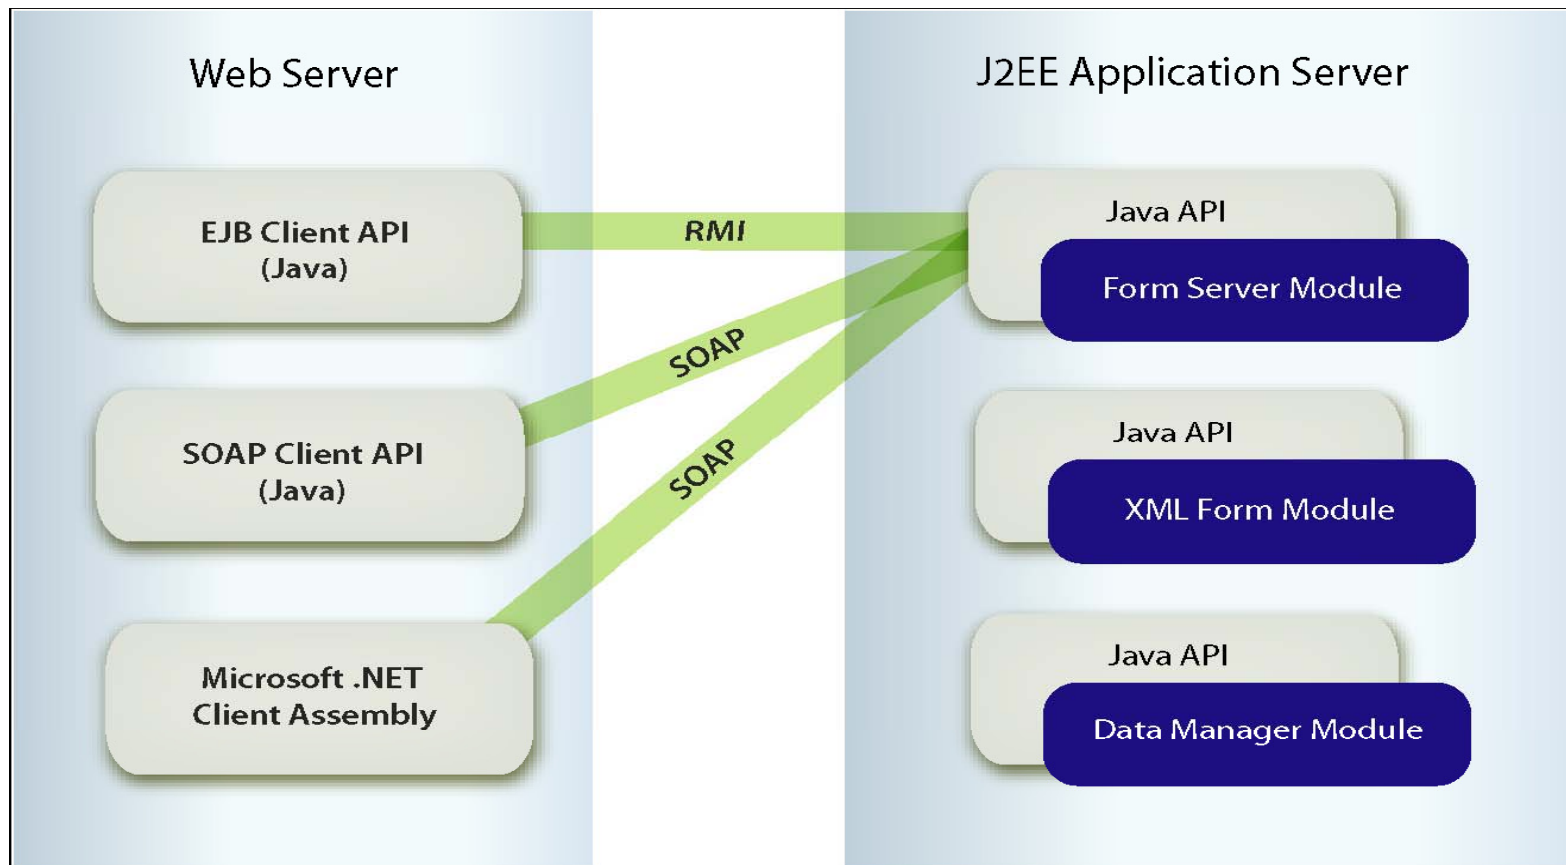 Web Server
J2EE Application Server
EJB Client API
(Java)
RMI
Java API
Form Server Module
SOAP
SOAP Client API
(Java)
SOAP
Java API
XML Form Module
Microsoft .NET
Client Assembly
Java API
Data Manager Module